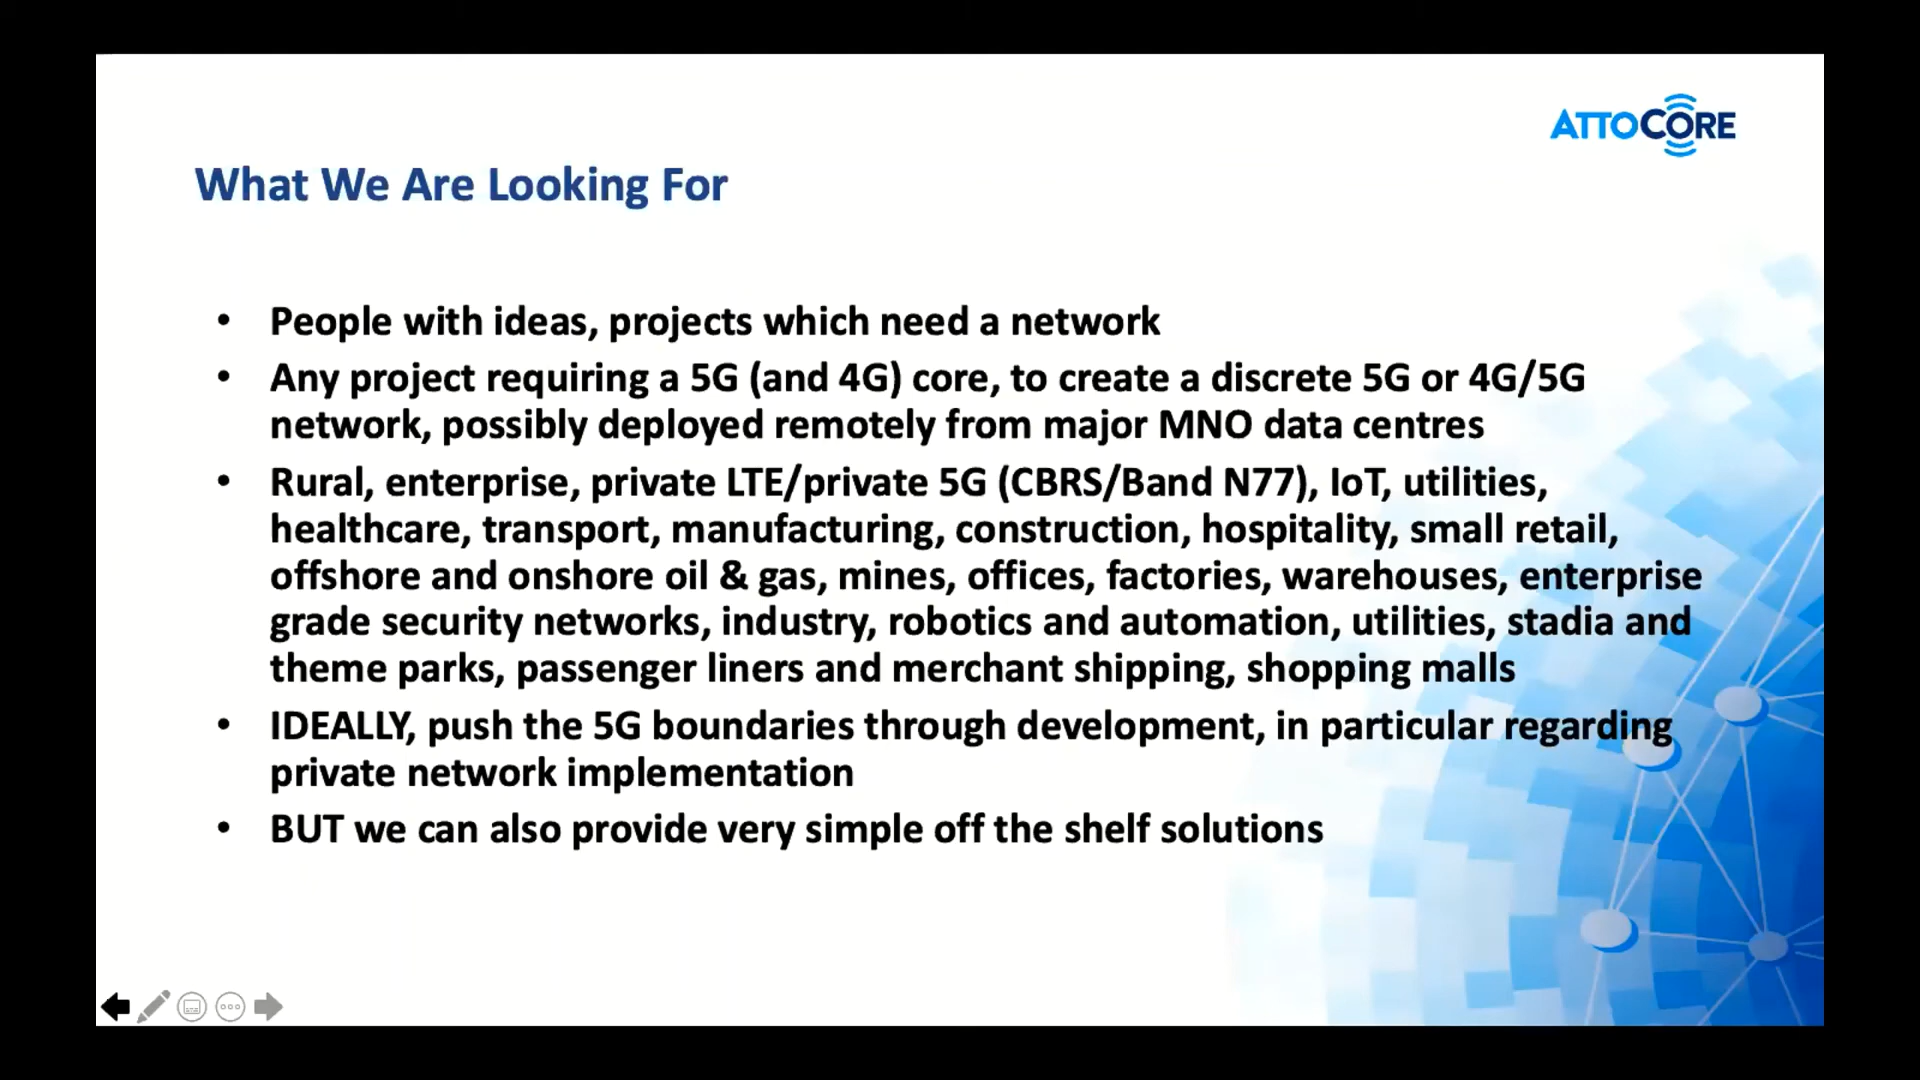 ATTOCORE
What We Are Looking For
• People with ideas, projects which need a network
• Any project requiring a 5G (and 4G) core, to create a discrete 5G or 4G/5G
network, possibly deployed remotely from major MNO data centres
• Rural, enterprise, private LTE/private 5G (CBRS/Band N77), IoT, utilities,
healthcare, transport, manufacturing, construction, hospitality, small retail,
offshore and onshore oil & gas, mines, offices, factories, warehouses, enterprise
grade security networks, industry, robotics and automation, utilities, stadia and
theme parks, passenger liners and merchant shipping, shopping malls
• IDEALLY, push the 5G boundaries through development, in particular regarding
private network implementation
• BUT we can also provide very simple off the shelf solutions